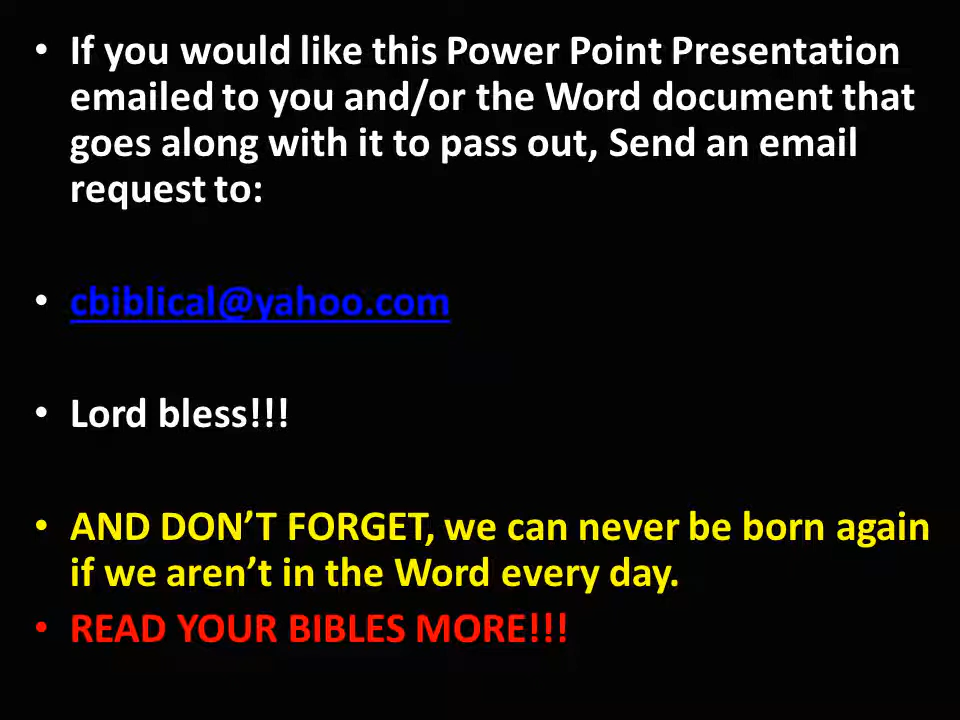 • If you would like this Power Point Presentation
emailed to you and/or the Word document that
goes along with it to pass out, Send an email
request to:
• cbiblical@yahoo.com
• Lord bless!!!
• AND DON’T FORGET, we can never be born again
if we aren’t in the Word every day.
• READ YOUR BIBLES MORE!!!